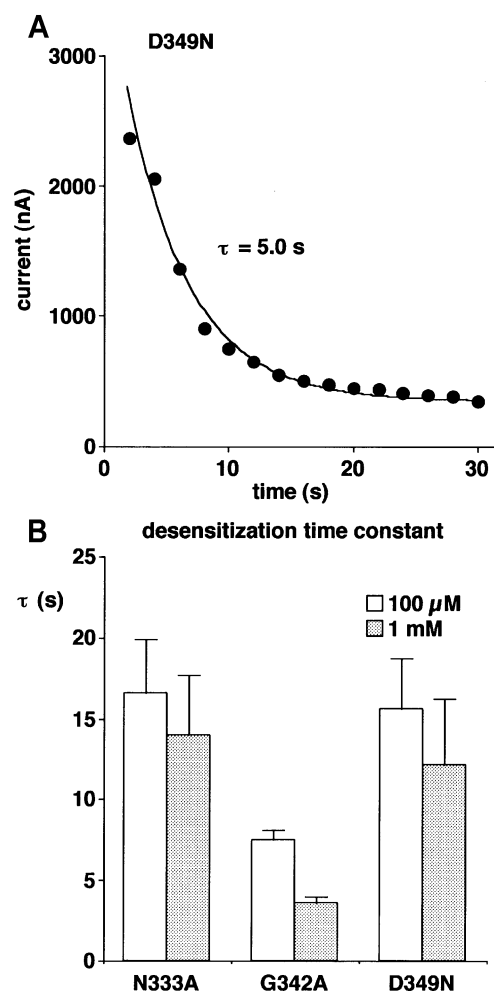 A
D349N
3000
2000
1000
0
current (nA)
τ = 5.0 s
0 10 20 30
time (s)
B
desensitization time constant
τ (s)
25
20
15
10
5
0
100 µM
1 mM
N333A G342A D349N